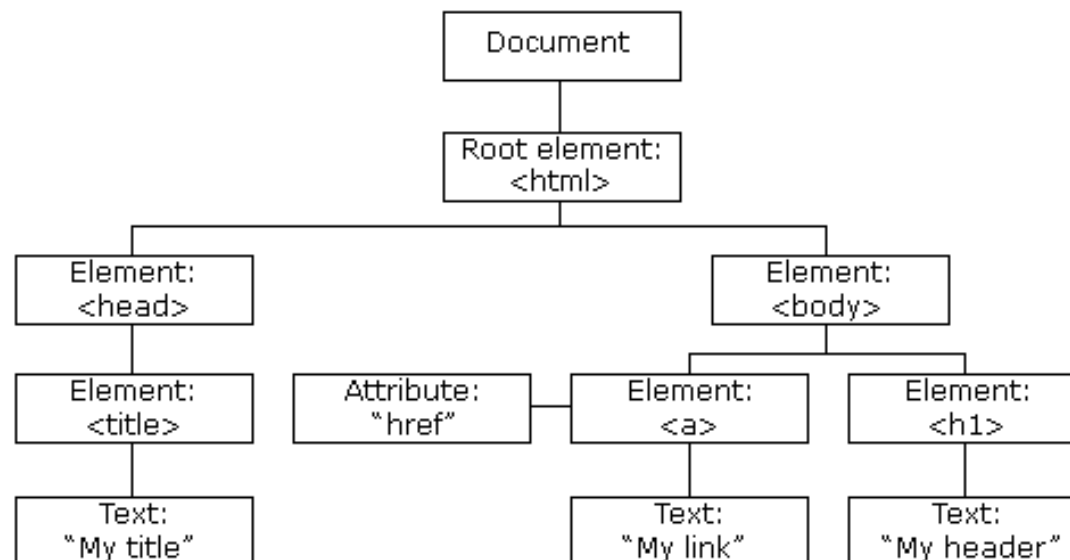 Document
Root element:
<html>
Element:
<head>
Element:
<body>
Element:
<title>
Attribute:
“href”
Element:
<a>
Element:
<h1>
Text:
“My title”
Text:
“My link”
Text:
“My header”